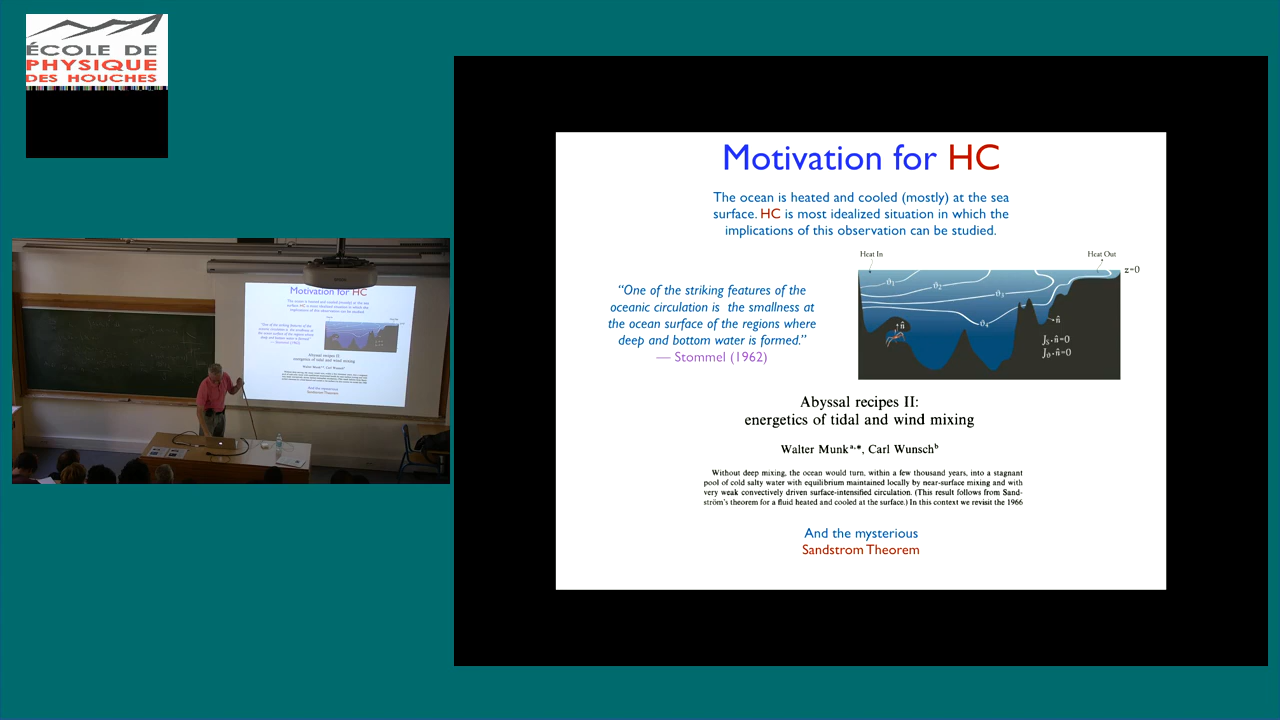 ÉCOLE DE
PHYSIQUE
DES HOUCHES
Motivation for HC
The ocean is heated and cooled (mostly) at the sea
surface. HC is most idealized situation in which the
implications of this observation can be studied.
Heat In
Heat Out
z=0
“One of the striking features of the
oceanic circulation is the smallness at
the ocean surface of the regions where
deep and bottom water is formed.”
— Stommel (1962)
Abyssal recipes II:
energetics of tidal and wind mixing
Walter Munk a,*, Carl Wunsch b
Without deep mixing, the ocean would turn, within a few thousand years, into a stagnant
pool of cold salty water with equilibrium maintained locally by near-surface mixing and with
very weak convectively driven surface-intensified circulation. (This result follows from Sand-
ström's theorem for a fluid heated and cooled at the surface.) In this context we revisit the 1966
And the mysterious
Sandstrom Theorem
Motivation for HC